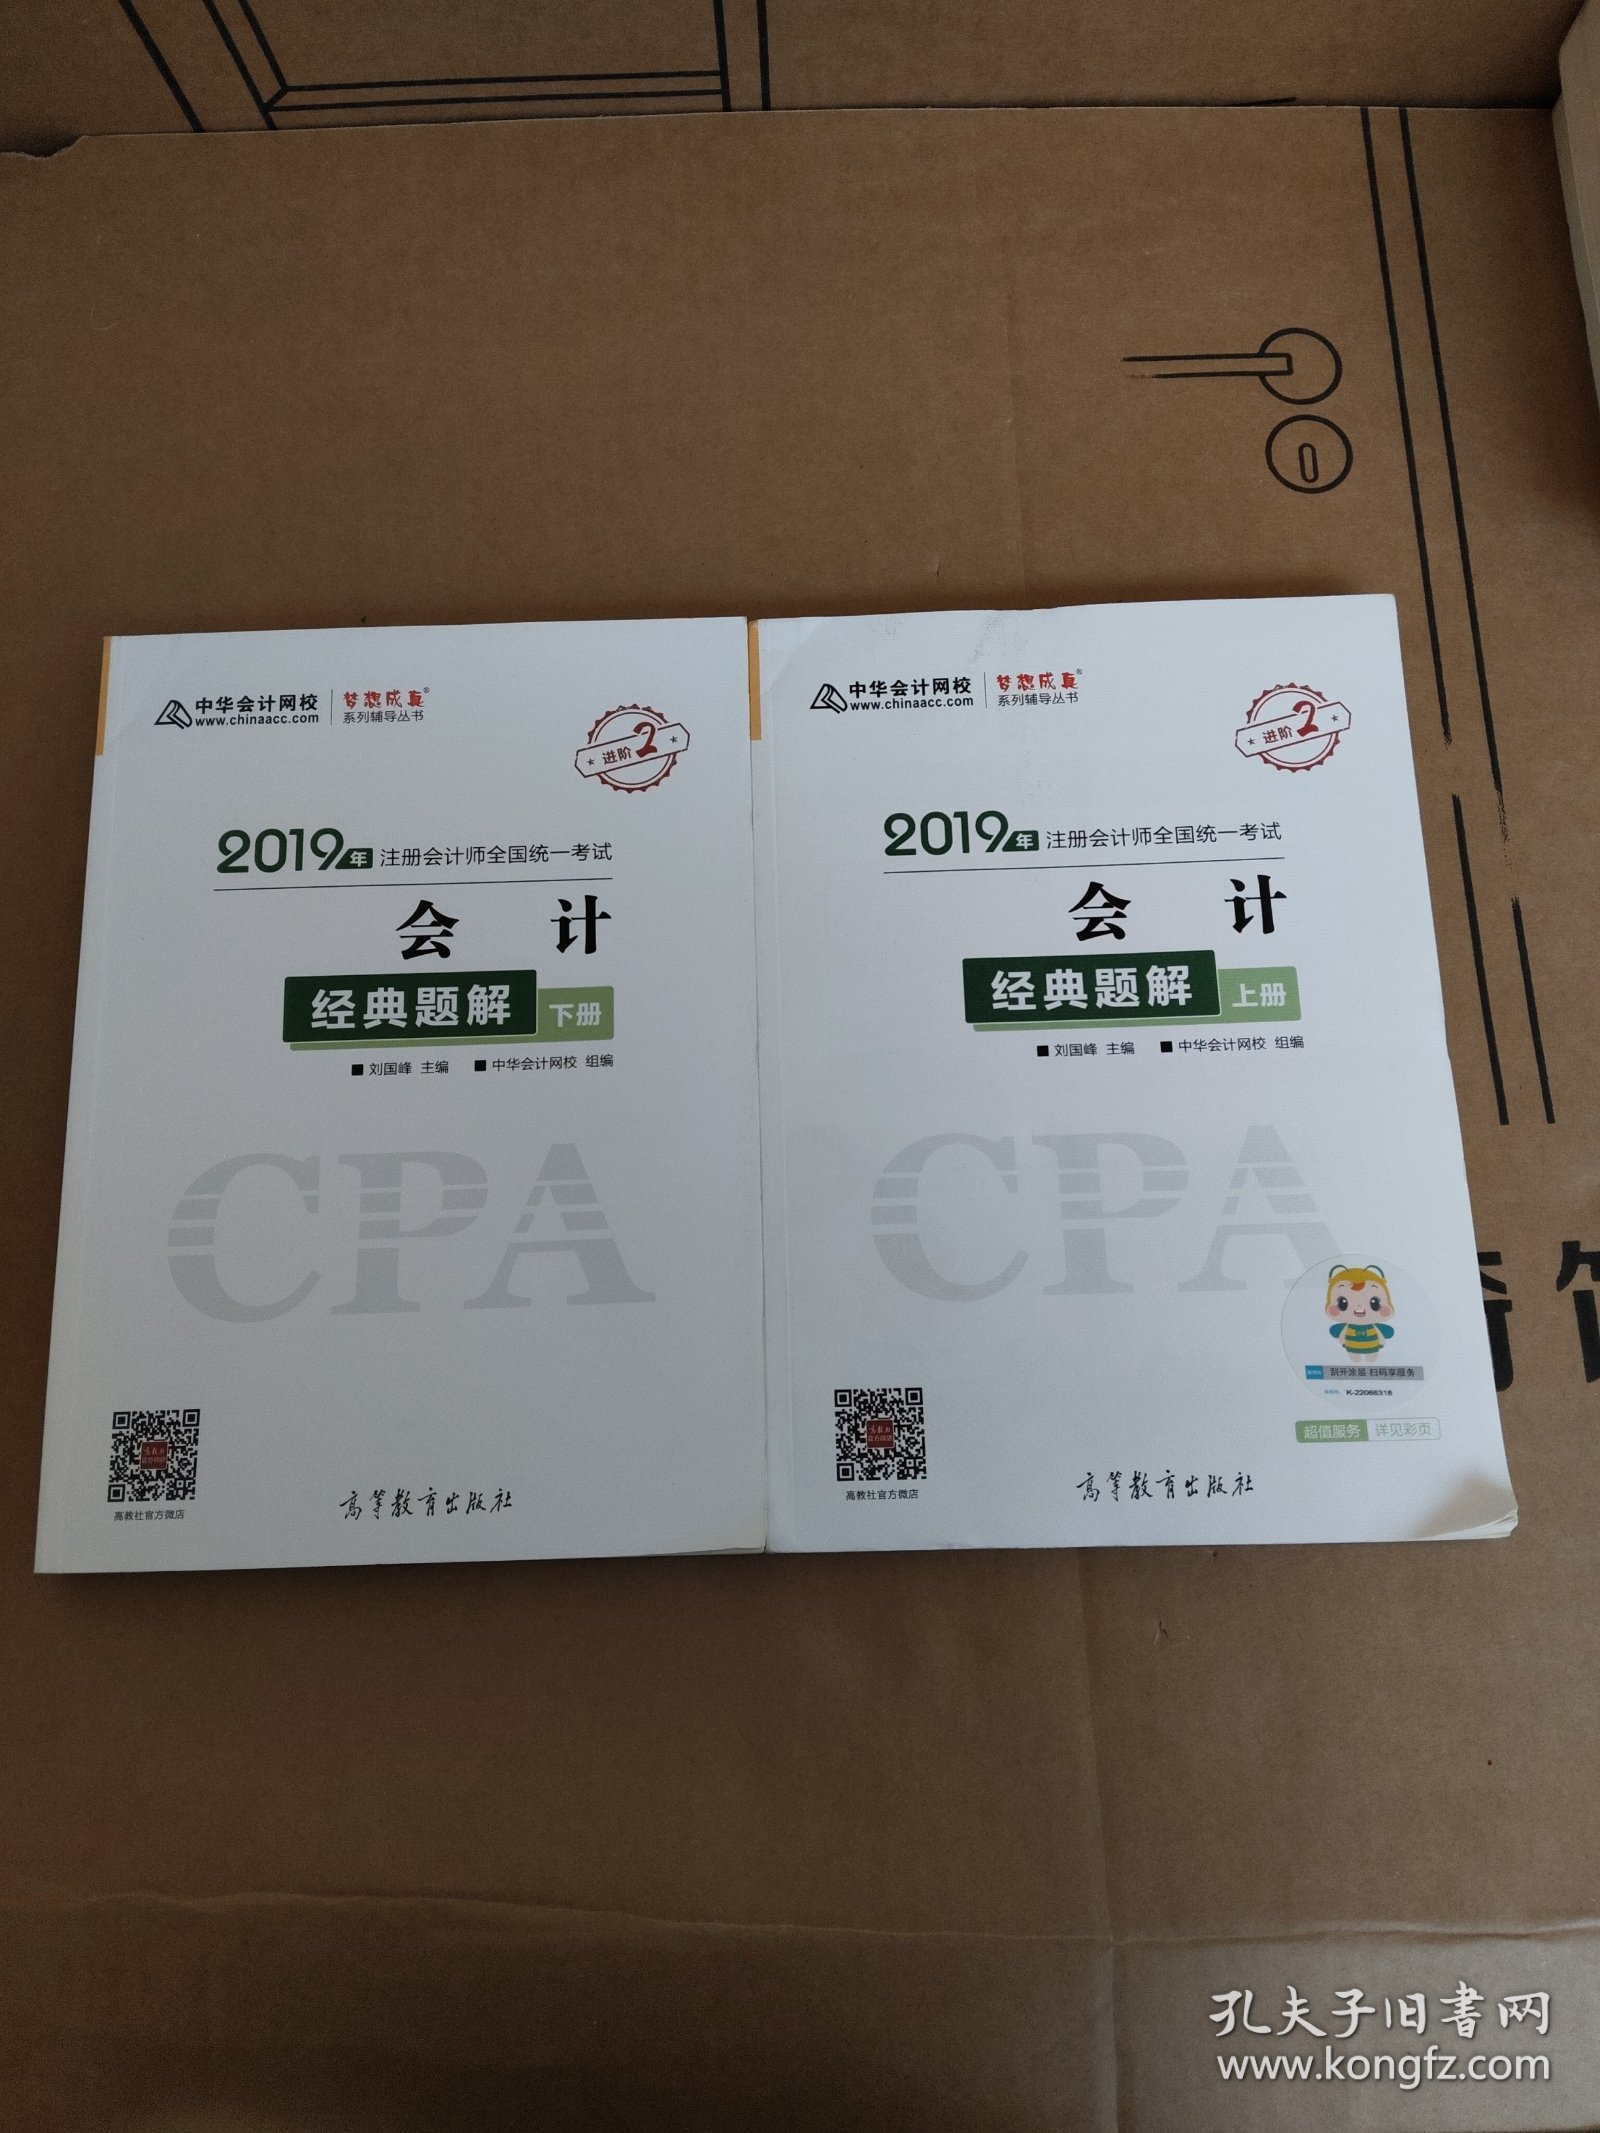 中华会计网校
www.chinaacc.com
梦想成真®
系列辅导丛书
进阶2
2019年 注册会计师全国统一考试
会计
经典题解 下册
■ 刘国峰 主编 ■ 中华会计网校 组编
CPA
高教社官方微店
高等教育出版社
中华会计网校
www.chinaacc.com
梦想成真®
系列辅导丛书
进阶2
2019年 注册会计师全国统一考试
会计
经典题解 上册
■ 刘国峰 主编 ■ 中华会计网校 组编
CPA
刮开涂层 扫码享服务
K-22066318
超值服务 详见彩页
高教社官方微店
高等教育出版社
孔夫子旧书网
www.kongfz.com